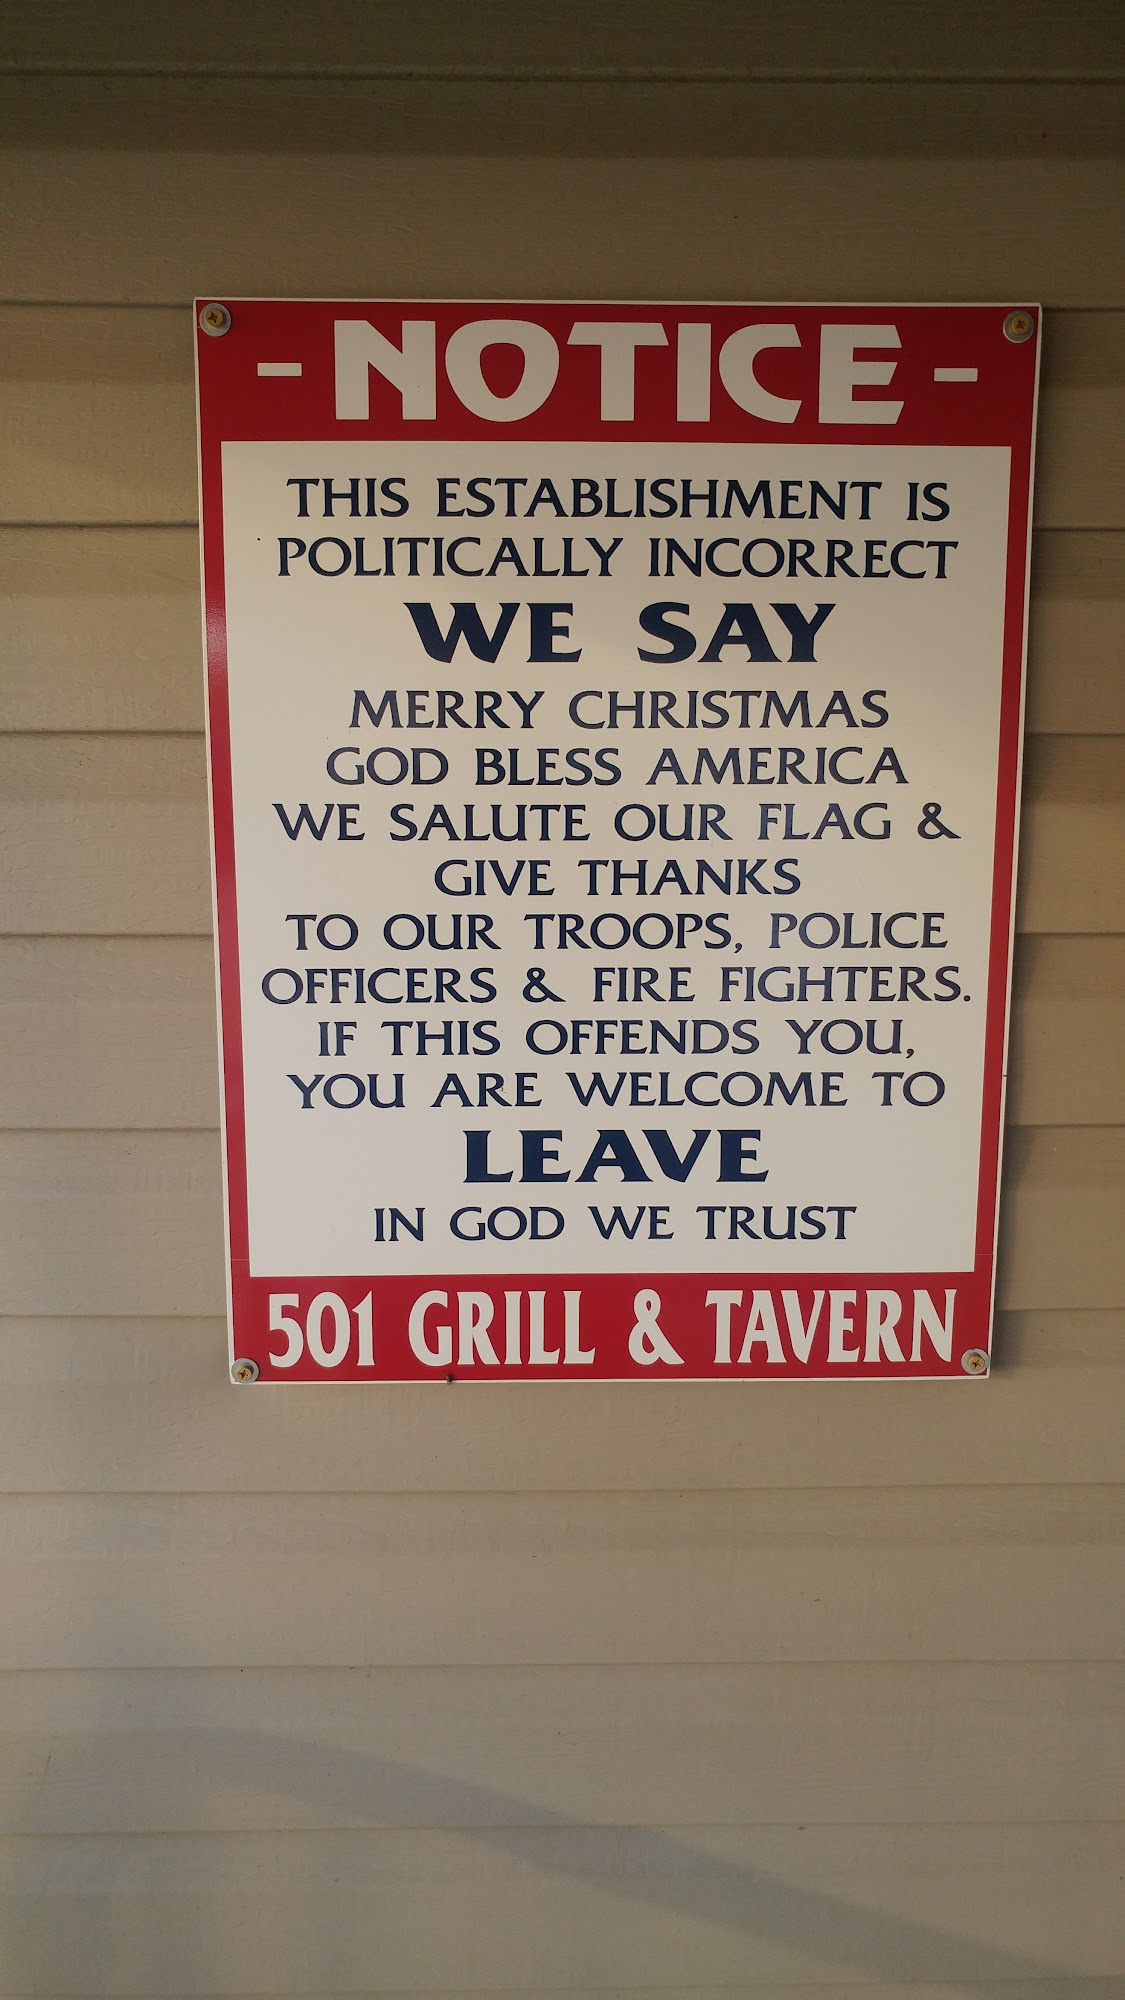 - NOTICE -
THIS ESTABLISHMENT IS
POLITICALLY INCORRECT
WE SAY
MERRY CHRISTMAS
GOD BLESS AMERICA
WE SALUTE OUR FLAG &
GIVE THANKS
TO OUR TROOPS, POLICE
OFFICERS & FIRE FIGHTERS.
IF THIS OFFENDS YOU,
YOU ARE WELCOME TO
LEAVE
IN GOD WE TRUST
501 GRILL & TAVERN